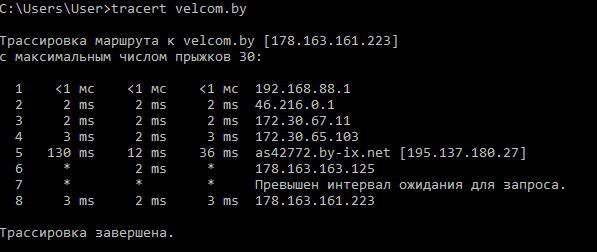 C:\Users\User>tracert velcom.by
Трассировка маршрута к velcom.by [178.163.161.223]
с максимальным числом прыжков 30:
1 <1 мс <1 мс <1 мс 192.168.88.1
2 2 ms 2 ms 2 ms 46.216.0.1
3 2 ms 2 ms 2 ms 172.30.67.11
4 3 ms 2 ms 3 ms 172.30.65.103
5 130 ms 12 ms 36 ms as42772.by-ix.net [195.137.180.27]
6 * 2 ms * 178.163.163.125
7 * * * Превышен интервал ожидания для запроса.
8 3 ms 2 ms 3 ms 178.163.161.223
Трассировка завершена.